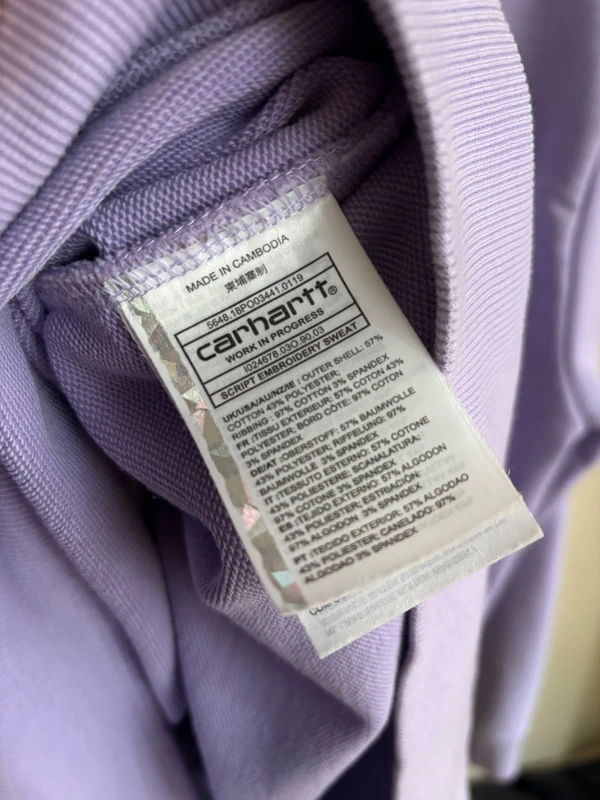 MADE IN CAMBODIA
柬埔寨制
5648.18PO03441.0119
carhartt®
WORK IN PROGRESS
I024678.03O.90.03
SCRIPT EMBROIDERY SWEAT
UK/USA/AU/NZ/IE : OUTER SHELL: 57%
COTTON 43% POLYESTER;
RIBBING : 97% COTTON 3% SPANDEX
FR :TISSU EXTERIEUR: 57% COTON 43%
POLYESTER; BORD CÔTE: 97% COTON
3% SPANDEX
DE/AT :OBERSTOFF: 57% BAUMWOLLE
43% POLYESTER; RIFFELUNG: 97%
BAUMWOLLE 3% SPANDEX
IT :TESSUTO ESTERNO: 57% COTONE
43% POLIESTERE; SCANALATURA:
97% COTONE 3% SPANDEX
ES :TEJIDO EXTERNO: 57% ALGODON
43% POLIESTER; ESTRIACIÓN:
97% ALGODON 3% SPANDEX
PT :TECIDO EXTERIOR: 57% ALGODAO
43% POLIESTER; CANELADO: 97%
ALGODAO 3% SPANDEX